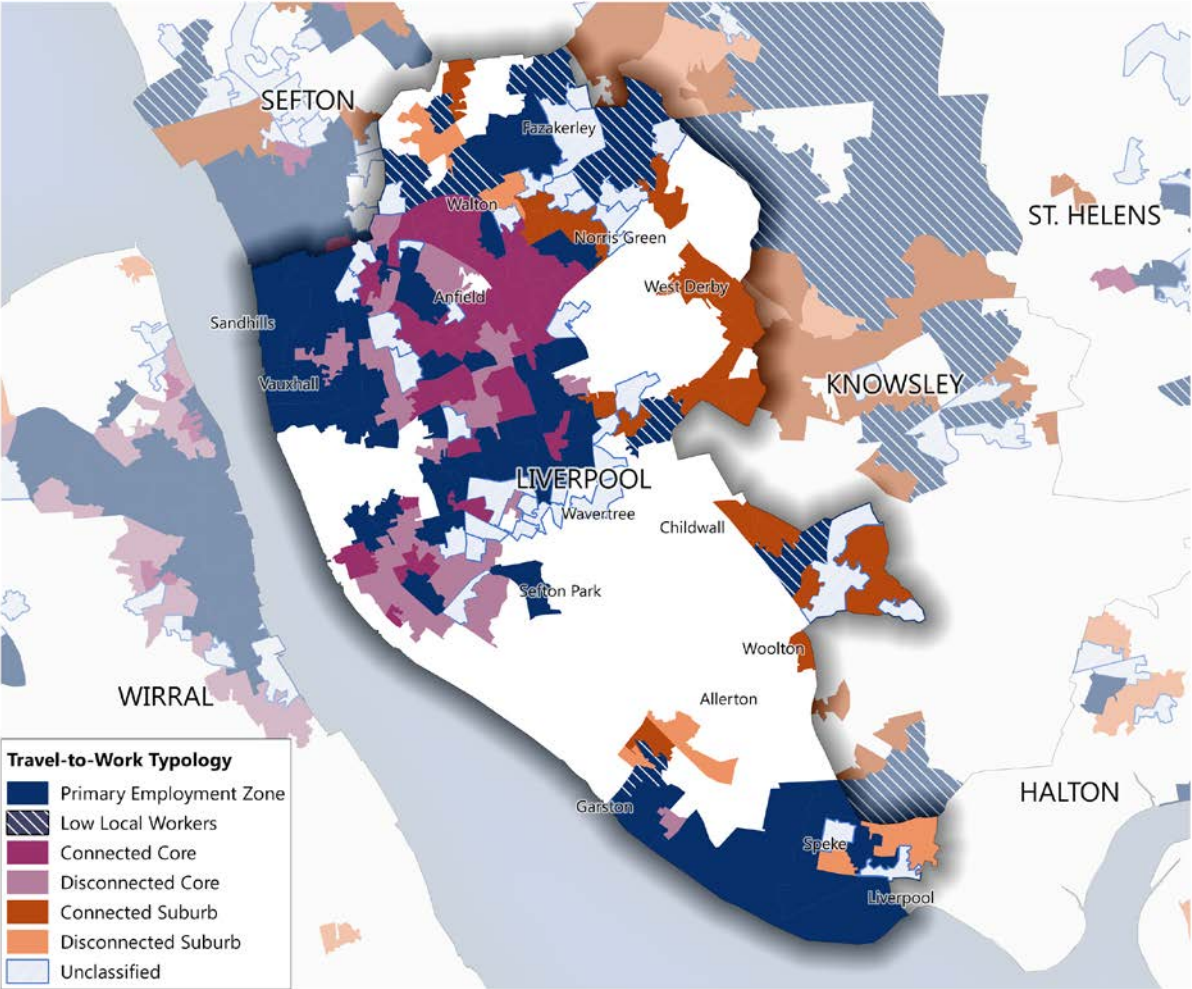 SEFTON
Fazakerley
Walton
Norris Green
ST. HELENS
West Derby
Anfield
Sandhills
Vauxhall
KNOWSLEY
LIVERPOOL
Wavertree
Childwall
Sefton Park
Woolton
WIRRAL
Allerton
HALTON
Garston
Speke
Liverpool
Travel-to-Work Typology
Primary Employment Zone
Low Local Workers
Connected Core
Disconnected Core
Connected Suburb
Disconnected Suburb
Unclassified